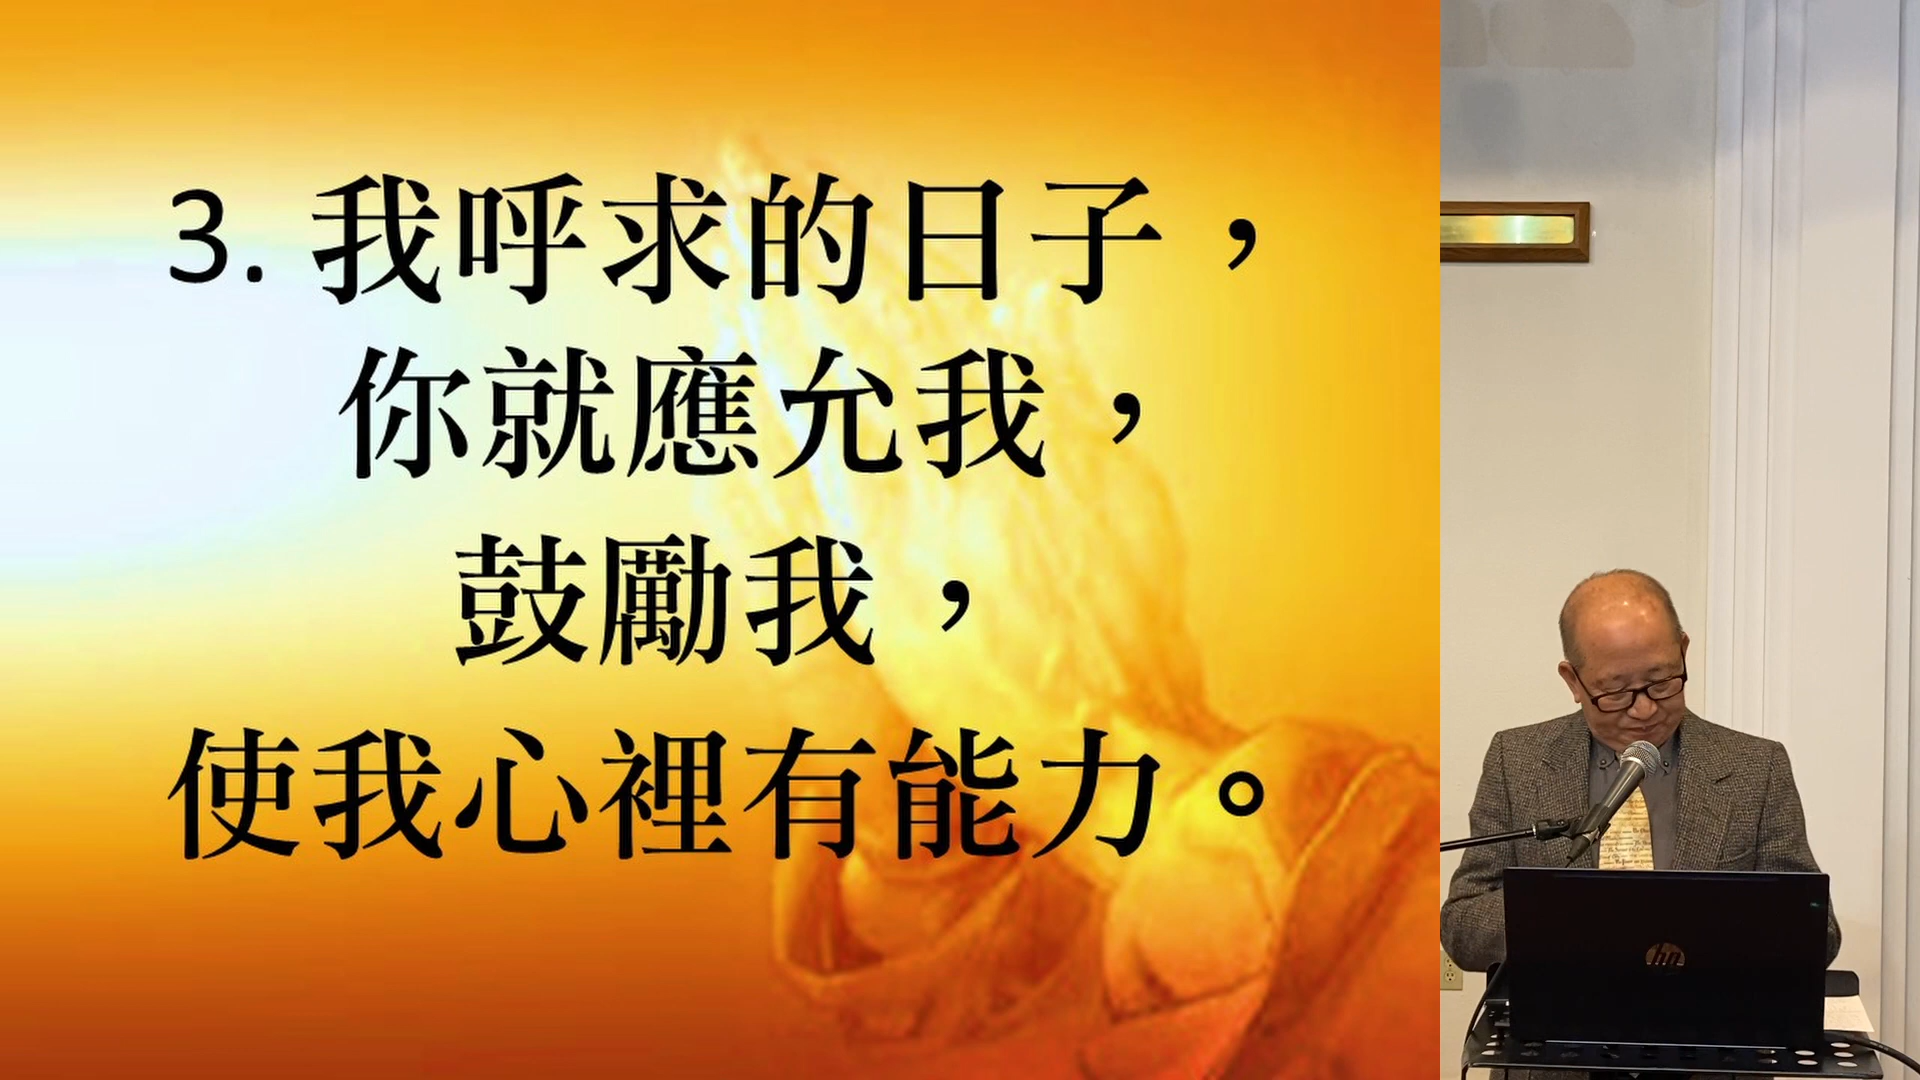 3. 我呼求的日子，
你就應允我，
鼓勵我，
使我心裡有能力。
hp